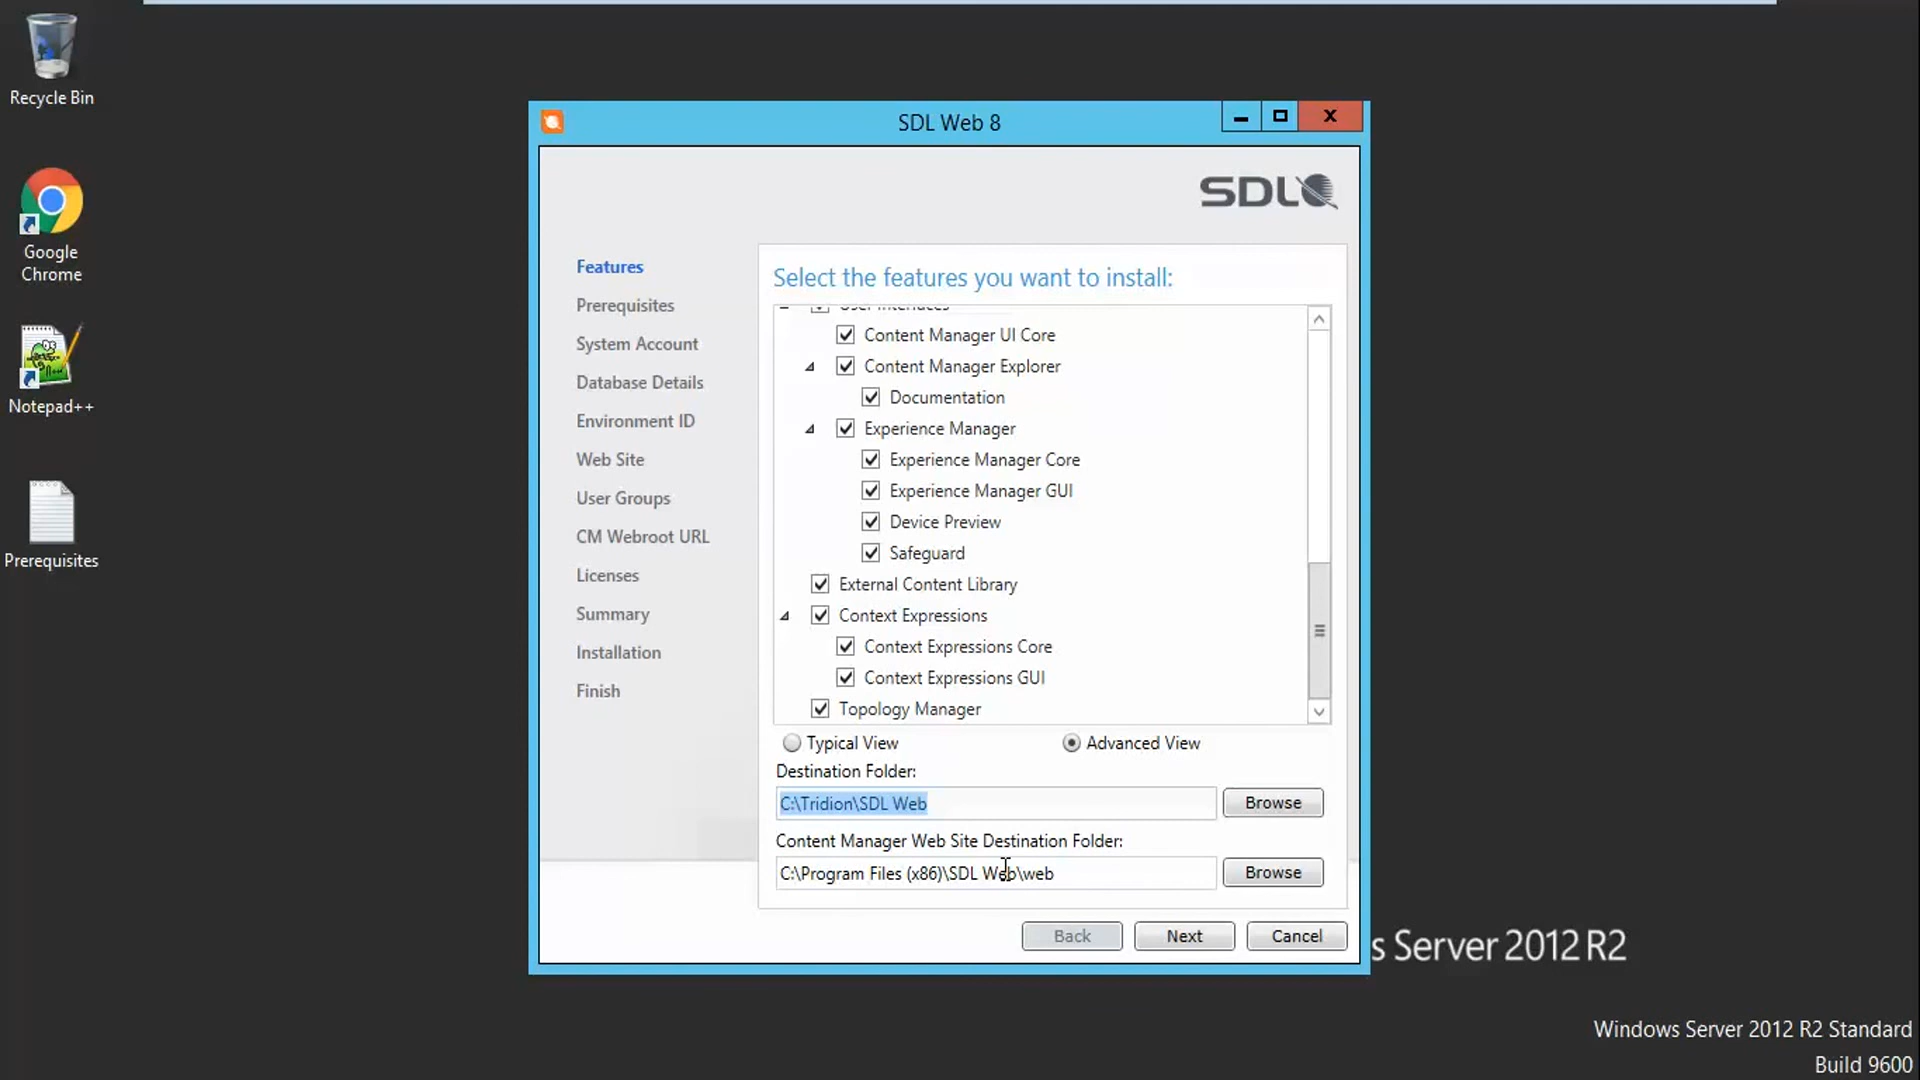 Recycle Bin
Google
Chrome
Notepad++
Prerequisites
SDL Web 8
SDL
Features
Prerequisites
System Account
Database Details
Environment ID
Web Site
User Groups
CM Webroot URL
Licenses
Summary
Installation
Finish
Select the features you want to install:
User Interfaces
Content Manager UI Core
Content Manager Explorer
Documentation
Experience Manager
Experience Manager Core
Experience Manager GUI
Device Preview
Safeguard
External Content Library
Context Expressions
Context Expressions Core
Context Expressions GUI
Topology Manager
Typical View
Advanced View
Destination Folder:
C:\Tridion\SDL Web
Browse
Content Manager Web Site Destination Folder:
C:\Program Files (x86)\SDL Web\web
Browse
Back
Next
Cancel
s Server 2012 R2
Windows Server 2012 R2 Standard
Build 9600